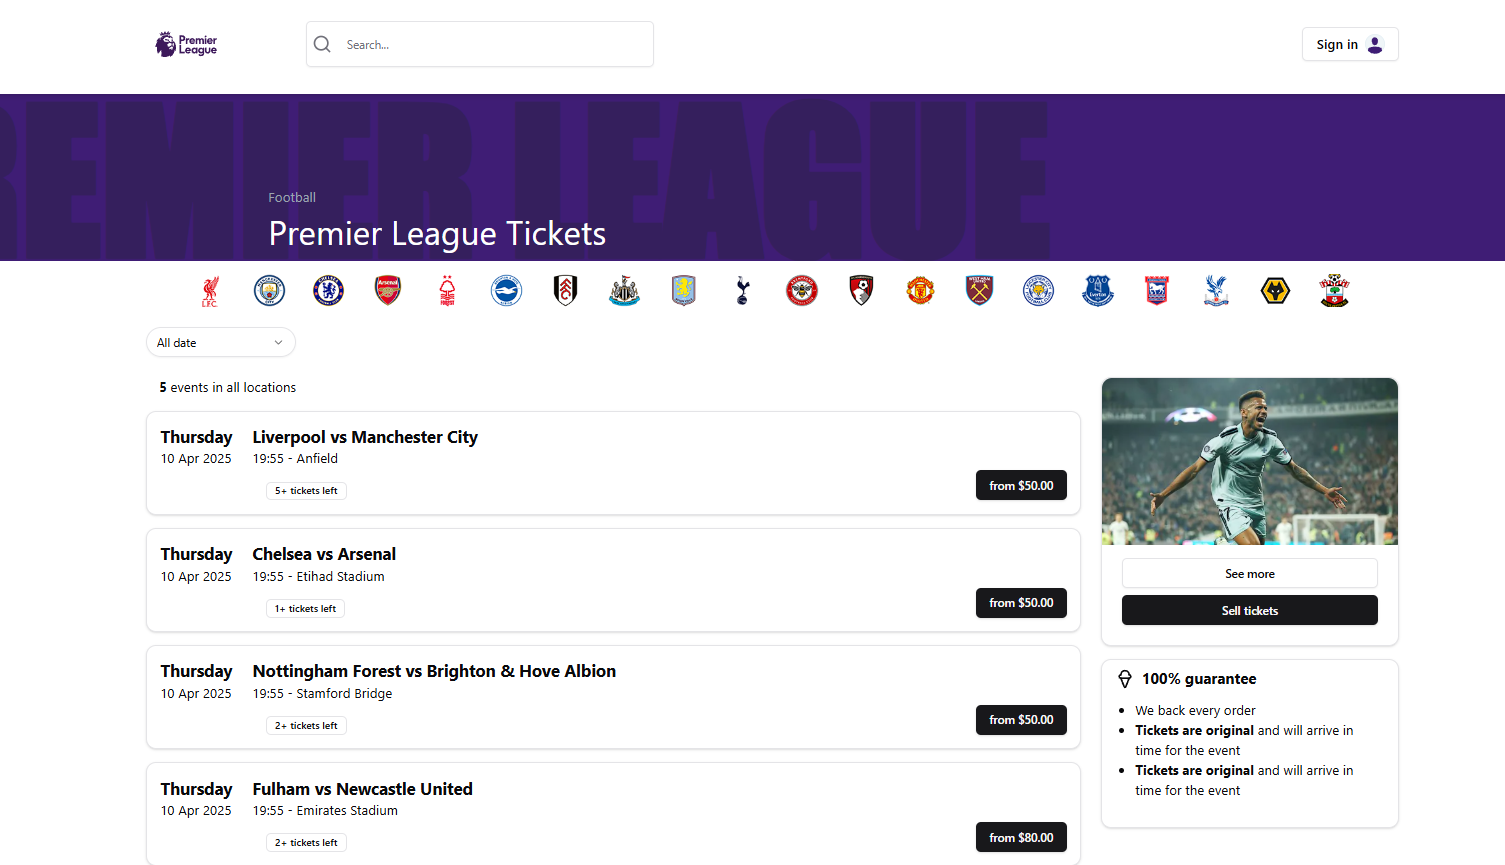 Premier
League
Search...
Sign in
PREMIER LEAGUE
Football
Premier League Tickets
L.F.C.
Arsenal
Everton
All date
5 events in all locations
Thursday
10 Apr 2025
Liverpool vs Manchester City
19:55 - Anfield
5+ tickets left
from $50.00
Thursday
10 Apr 2025
Chelsea vs Arsenal
19:55 - Etihad Stadium
1+ tickets left
from $50.00
Thursday
10 Apr 2025
Nottingham Forest vs Brighton & Hove Albion
19:55 - Stamford Bridge
2+ tickets left
from $50.00
Thursday
10 Apr 2025
Fulham vs Newcastle United
19:55 - Emirates Stadium
2+ tickets left
from $80.00
See more
Sell tickets
100% guarantee
We back every order
Tickets are original and will arrive in
time for the event
Tickets are original and will arrive in
time for the event